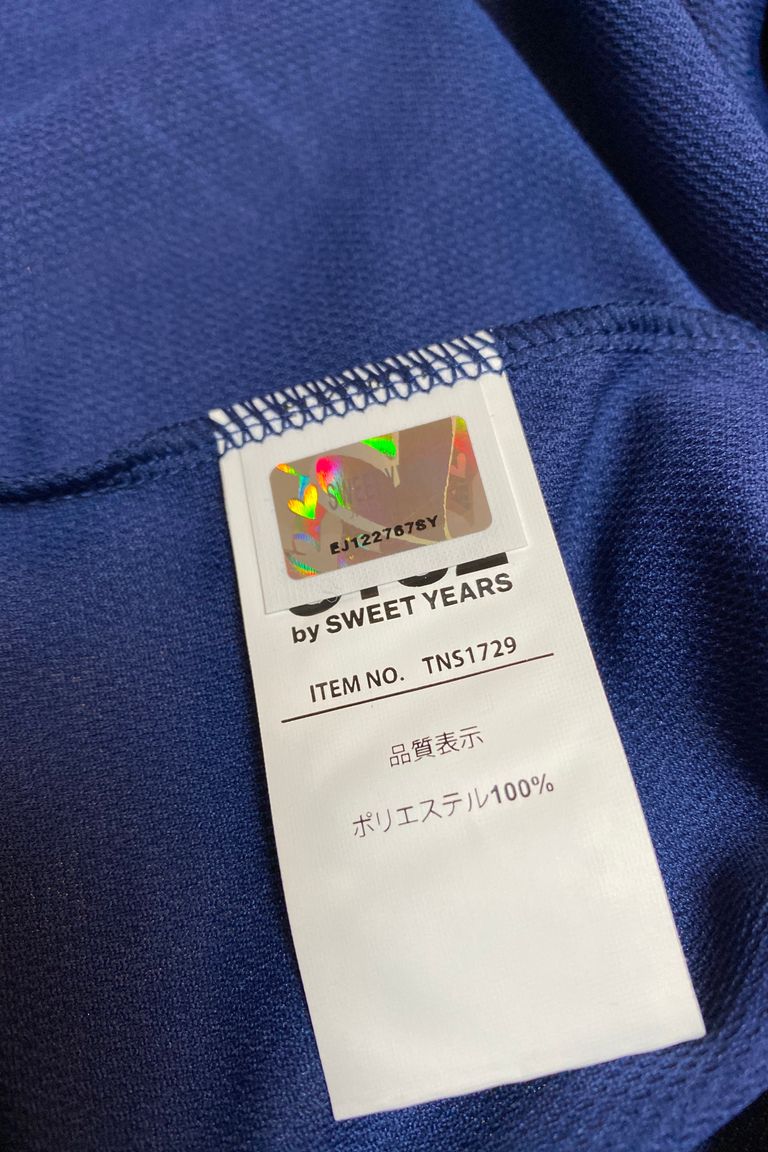 SWEET Y
EJ1227678Y
by SWEET YEARS
ITEM NO. TNS1729
品質表示
ポリエステル100%